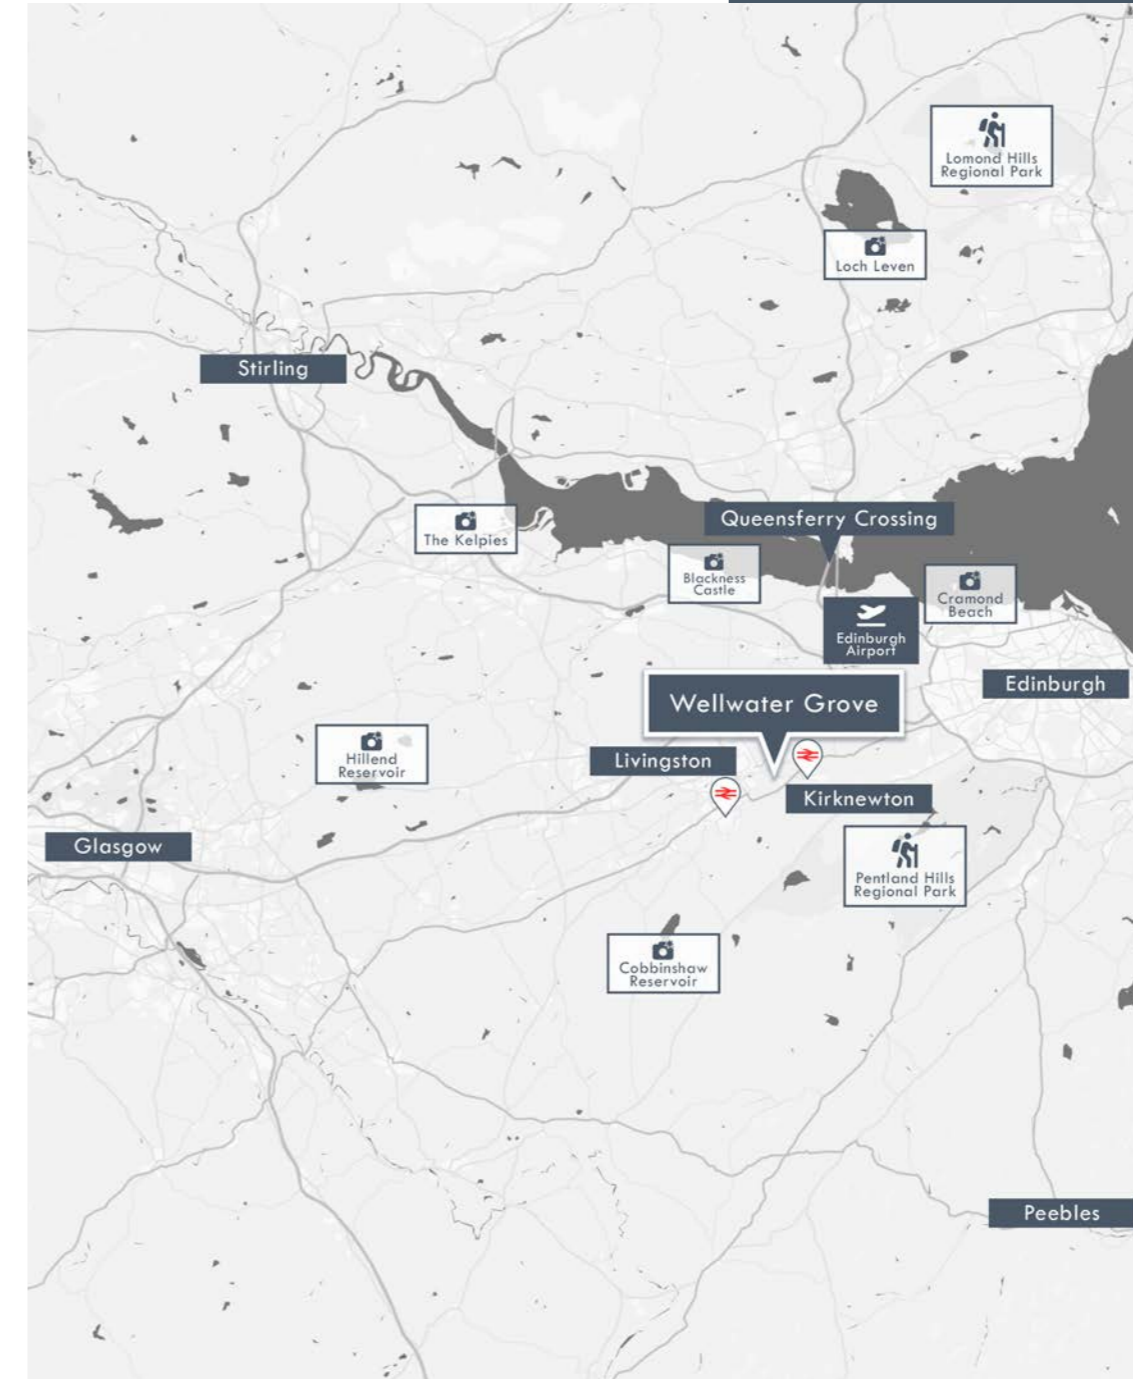 Lomond Hills
Regional Park
Loch Leven
Stirling
The Kelpies
Queensferry Crossing
Blackness
Castle
Cramond
Beach
Edinburgh
Airport
Edinburgh
Wellwater Grove
Hillend
Reservoir
Livingston
Kirknewton
Glasgow
Pentland Hills
Regional Park
Cobbinshaw
Reservoir
Peebles